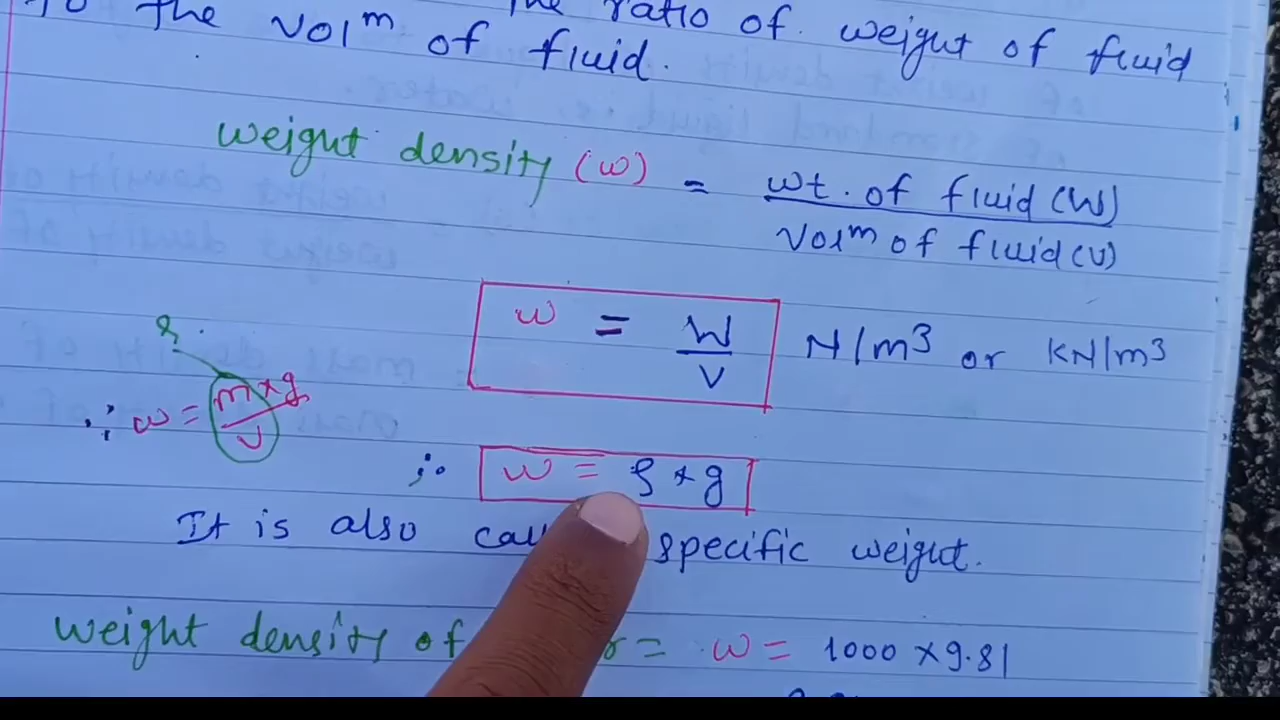 to the the ratio of weight of fluid
the volᵐ of fluid.
weight density (w) = wt. of fluid (W) / Volᵐ of fluid (v)
w = W / v N/m³ or kN/m³
ρ
∵ w = m × g / v
∴ w = ρ * g
It is also specific weight.
weight density of = w = 1000 × 9.81